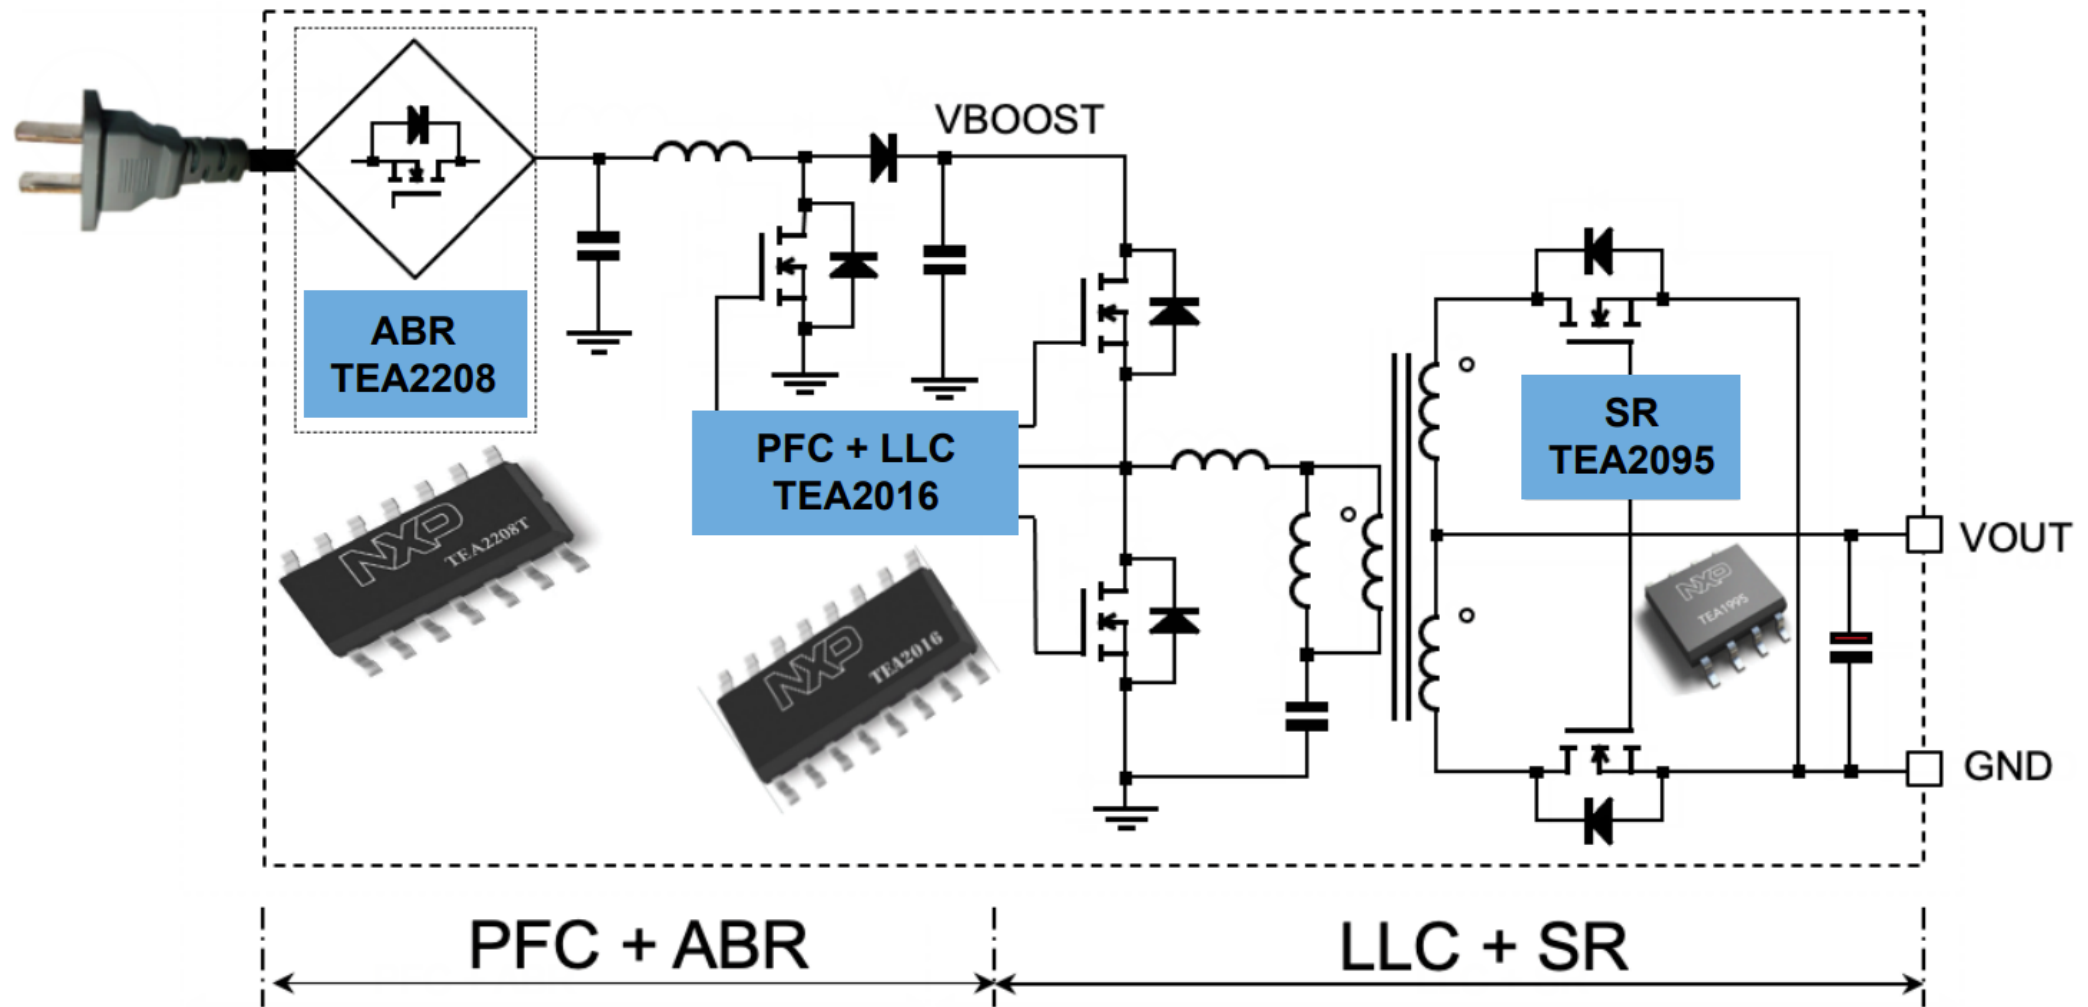 VBOOST
ABR
TEA2208
PFC + LLC
TEA2016
SR
TEA2095
VOUT
GND
NXP
TEA2208T
NXP
TEA2016
NXP
TEA1995
PFC + ABR
LLC + SR